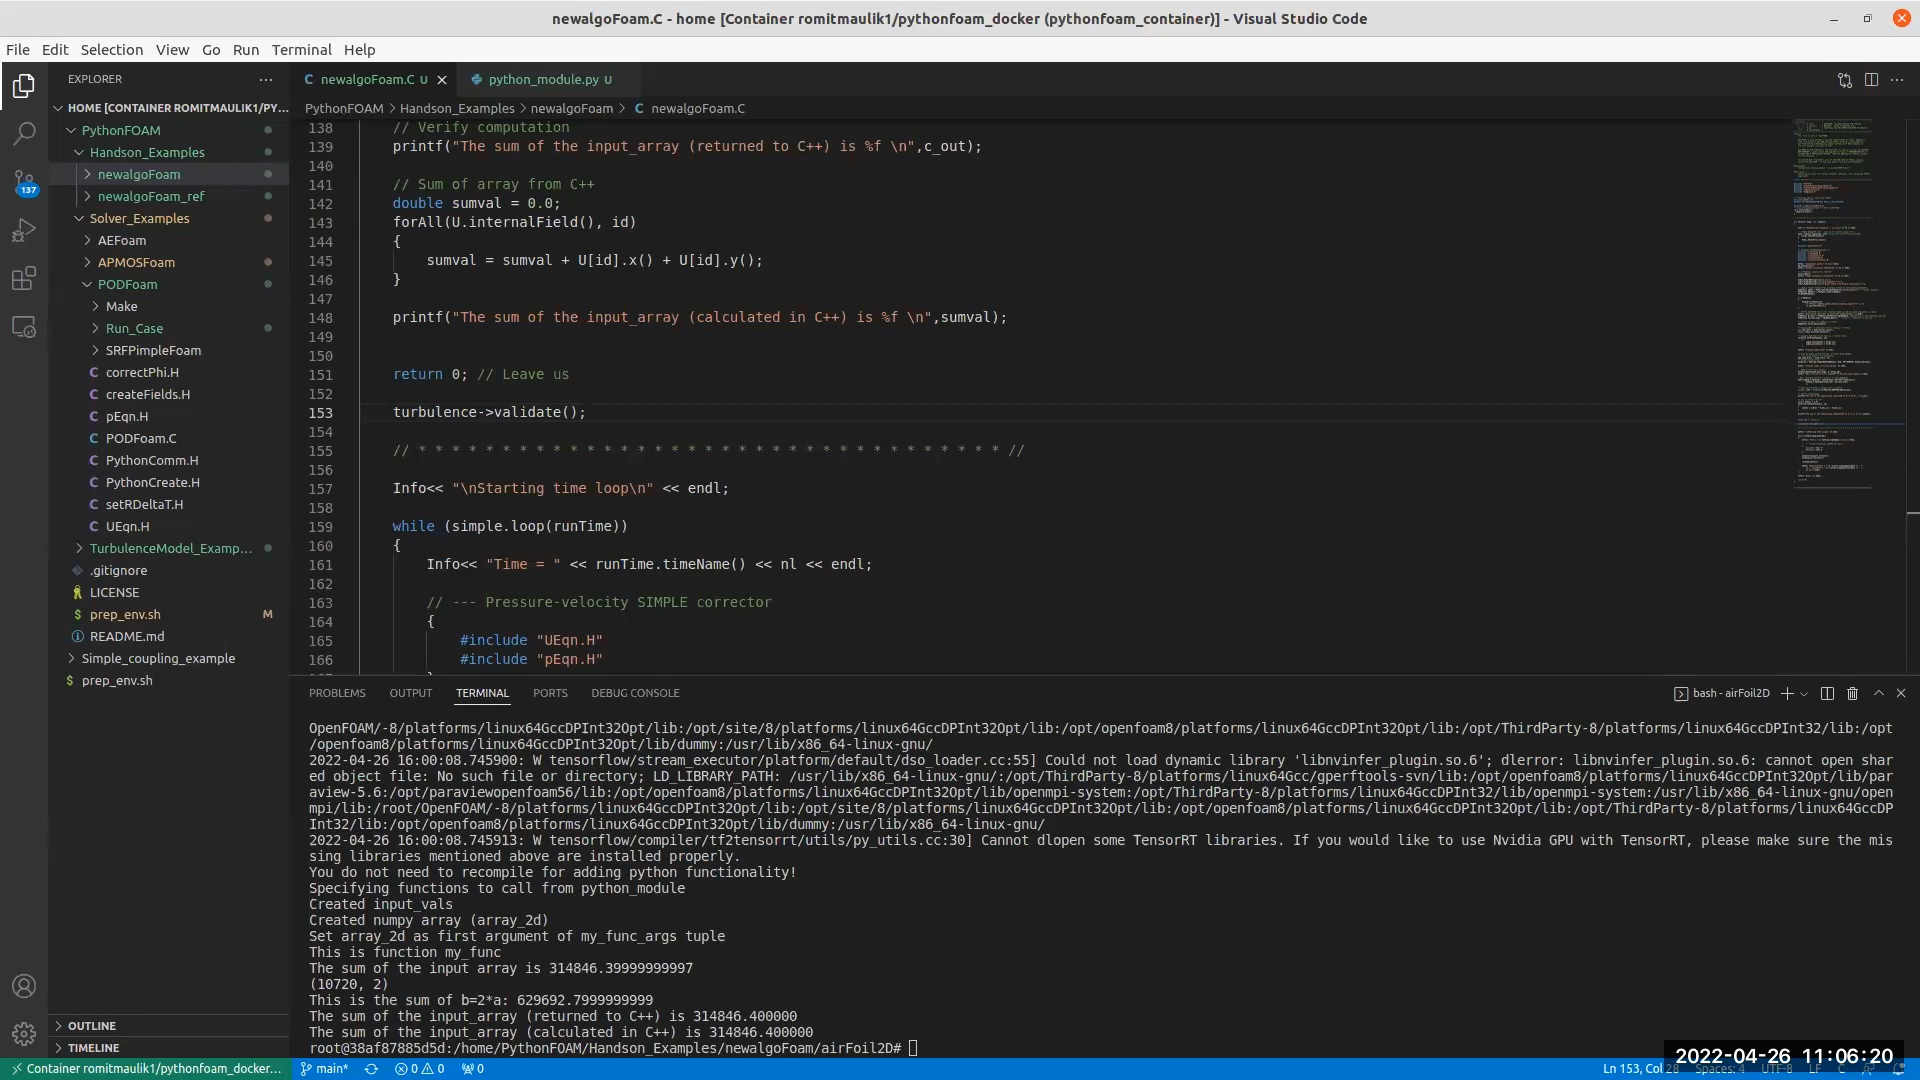 newalgoFoam.C - home [Container romitmaulik1/pythonfoam_docker (pythonfoam_container)] - Visual Studio Code
File Edit Selection View Go Run Terminal Help
EXPLORER
HOME [CONTAINER ROMITMAULIK1/PY...
PythonFOAM
Handson_Examples
newalgoFoam
newalgoFoam_ref
Solver_Examples
AEFoam
APMOSFoam
PODFoam
Make
Run_Case
SRFPimpleFoam
C correctPhi.H
C createFields.H
C pEqn.H
C PODFoam.C
C PythonComm.H
C PythonCreate.H
C setRDeltaT.H
C UEqn.H
TurbulenceModel_Examp...
.gitignore
LICENSE
$ prep_env.sh M
README.md
Simple_coupling_example
$ prep_env.sh
OUTLINE
TIMELINE
137
C newalgoFoam.C U
python_module.py U
PythonFOAM > Handson_Examples > newalgoFoam > C newalgoFoam.C
138 // Verify computation
139 printf("The sum of the input_array (returned to C++) is %f \n",c_out);
140
141 // Sum of array from C++
142 double sumval = 0.0;
143 forAll(U.internalField(), id)
144 {
145 sumval = sumval + U[id].x() + U[id].y();
146 }
147
148 printf("The sum of the input_array (calculated in C++) is %f \n",sumval);
149
150
151 return 0; // Leave us
152
153 turbulence->validate();
154
155 // * * * * * * * * * * * * * * * * * * * * * * * * * * * * * * * * * * * //
156
157 Info<< "\nStarting time loop\n" << endl;
158
159 while (simple.loop(runTime))
160 {
161 Info<< "Time = " << runTime.timeName() << nl << endl;
162
163 // --- Pressure-velocity SIMPLE corrector
164 {
165 #include "UEqn.H"
166 #include "pEqn.H"
PROBLEMS OUTPUT TERMINAL PORTS DEBUG CONSOLE
bash - airFoil2D
OpenFOAM/-8/platforms/linux64GccDPInt32Opt/lib:/opt/site/8/platforms/linux64GccDPInt32Opt/lib:/opt/openfoam8/platforms/linux64GccDPInt32Opt/lib:/opt/ThirdParty-8/platforms/linux64GccDPInt32/lib:/opt
/openfoam8/platforms/linux64GccDPInt32Opt/lib/dummy:/usr/lib/x86_64-linux-gnu/
2022-04-26 16:00:08.745900: W tensorflow/stream_executor/platform/default/dso_loader.cc:55] Could not load dynamic library 'libnvinfer_plugin.so.6'; dlerror: libnvinfer_plugin.so.6: cannot open shar
ed object file: No such file or directory; LD_LIBRARY_PATH: /usr/lib/x86_64-linux-gnu/:/opt/ThirdParty-8/platforms/linux64Gcc/gperftools-svn/lib:/opt/openfoam8/platforms/linux64GccDPInt32Opt/lib/par
aview-5.6:/opt/paraviewopenfoam56/lib:/opt/openfoam8/platforms/linux64GccDPInt32Opt/lib/openmpi-system:/opt/ThirdParty-8/platforms/linux64GccDPInt32/lib/openmpi-system:/usr/lib/x86_64-linux-gnu/open
mpi/lib:/root/OpenFOAM/-8/platforms/linux64GccDPInt32Opt/lib:/opt/site/8/platforms/linux64GccDPInt32Opt/lib:/opt/openfoam8/platforms/linux64GccDPInt32Opt/lib:/opt/ThirdParty-8/platforms/linux64GccDP
Int32/lib:/opt/openfoam8/platforms/linux64GccDPInt32Opt/lib/dummy:/usr/lib/x86_64-linux-gnu/
2022-04-26 16:00:08.745913: W tensorflow/compiler/tf2tensorrt/utils/py_utils.cc:30] Cannot dlopen some TensorRT libraries. If you would like to use Nvidia GPU with TensorRT, please make sure the mis
sing libraries mentioned above are installed properly.
You do not need to recompile for adding python functionality!
Specifying functions to call from python_module
Created input_vals
Created numpy array (array_2d)
Set array_2d as first argument of my_func_args tuple
This is function my_func
The sum of the input array is 314846.39999999997
(10720, 2)
This is the sum of b=2*a: 629692.7999999999
The sum of the input_array (returned to C++) is 314846.400000
The sum of the input_array (calculated in C++) is 314846.400000
root@38af87885d5d:/home/PythonFOAM/Handson_Examples/newalgoFoam/airFoil2D#
2022-04-26 11:06:20
Container romitmaulik1/pythonfoam_docker... main* 0 0 0 Ln 153, Col 28 Spaces: 4 UTF-8 LF C